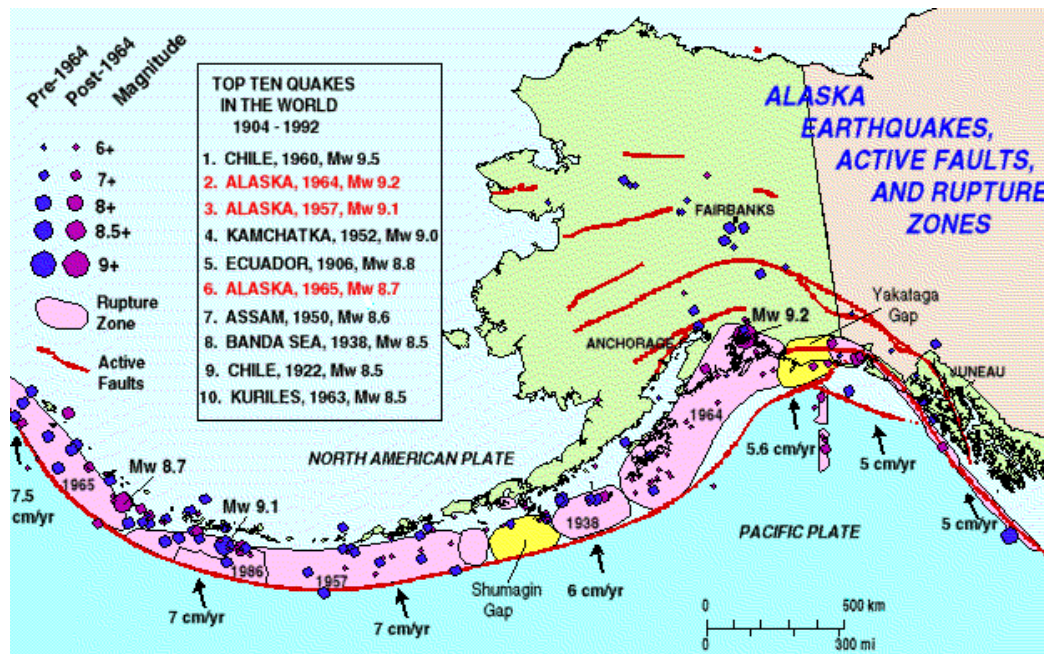 Pre-1964
Post-1964
Magnitude
6+
7+
8+
8.5+
9+
Rupture
Zone
Active
Faults
TOP TEN QUAKES
IN THE WORLD
1904 - 1992
1. CHILE, 1960, Mw 9.5
2. ALASKA, 1964, Mw 9.2
3. ALASKA, 1957, Mw 9.1
4. KAMCHATKA, 1952, Mw 9.0
5. ECUADOR, 1906, Mw 8.8
6. ALASKA, 1965, Mw 8.7
7. ASSAM, 1950, Mw 8.6
8. BANDA SEA, 1938, Mw 8.5
9. CHILE, 1922, Mw 8.5
10. KURILES, 1963, Mw 8.5
ALASKA
EARTHQUAKES,
ACTIVE FAULTS,
AND RUPTURE
ZONES
FAIRBANKS
Yakataga
Gap
Mw 9.2
ANCHORAGE
JUNEAU
1964
5.6 cm/yr
5 cm/yr
5 cm/yr
NORTH AMERICAN PLATE
Mw 8.7
1965
7.5
cm/yr
Mw 9.1
1938
PACIFIC PLATE
1986
1957
Shumagin
Gap
6 cm/yr
7 cm/yr
7 cm/yr
0
500 km
0
300 mi